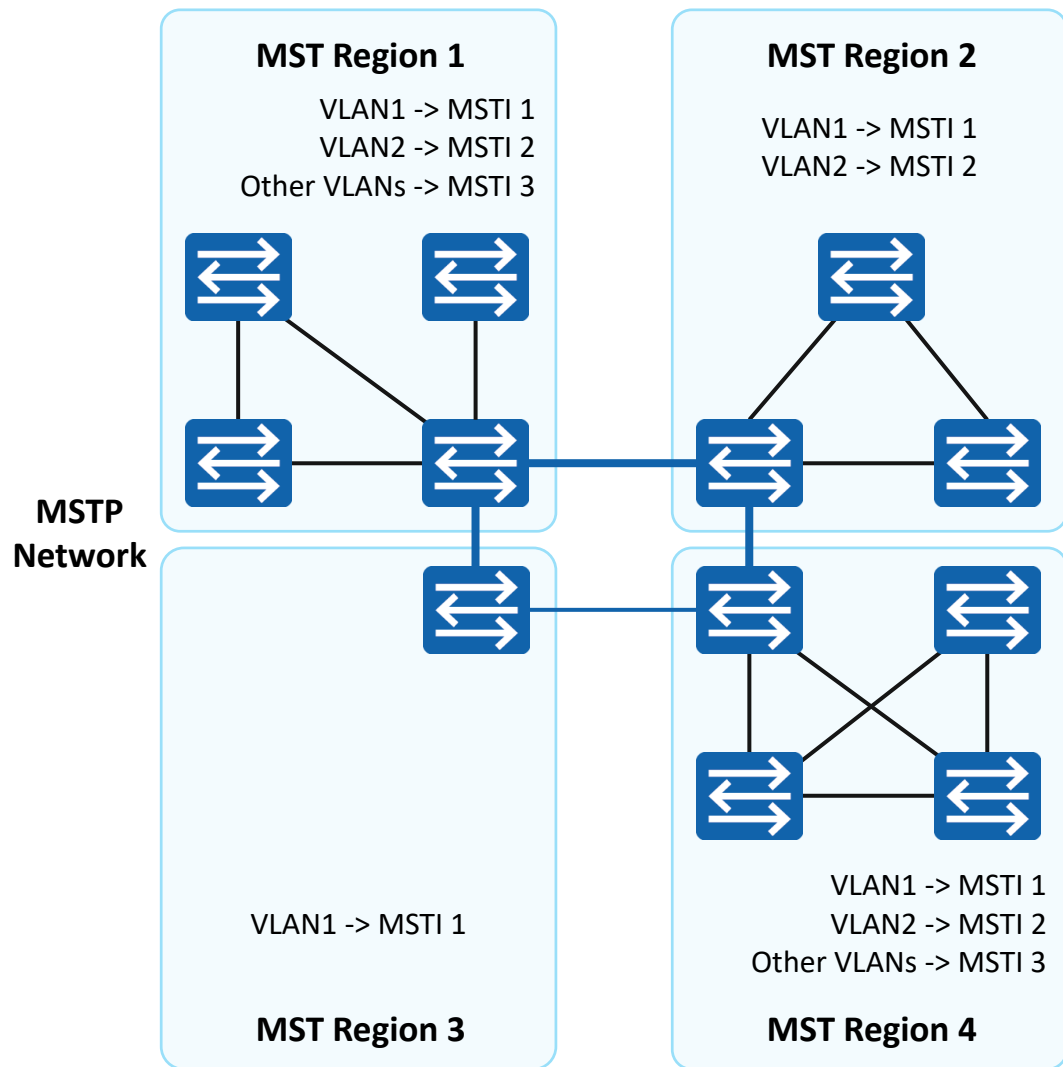 MST Region 1
VLAN1 -> MSTI 1
VLAN2 -> MSTI 2
Other VLANs -> MSTI 3
MST Region 2
VLAN1 -> MSTI 1
VLAN2 -> MSTI 2
MSTP
Network
VLAN1 -> MSTI 1
MST Region 3
VLAN1 -> MSTI 1
VLAN2 -> MSTI 2
Other VLANs -> MSTI 3
MST Region 4